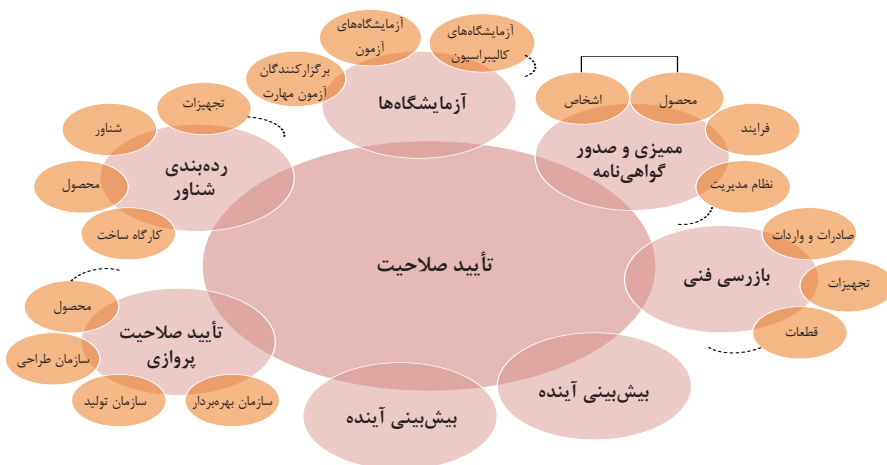 آزمایشگاه‌های
کالیبراسیون
آزمایشگاه‌های
آزمون
برگزارکنندگان
آزمون مهارت
آزمایشگاه‌ها
محصول
اشخاص
فرایند
نظام مدیریت
ممیزی و صدور
گواهی‌نامه
صادرات و واردات
تجهیزات
قطعات
بازرسی فنی
تجهیزات
شناور
محصول
کارگاه ساخت
رده‌بندی
شناور
تأیید صلاحیت
محصول
سازمان طراحی
سازمان تولید
سازمان بهره‌بردار
تأیید صلاحیت
پروازی
بیش‌بینی آینده
بیش‌بینی آینده